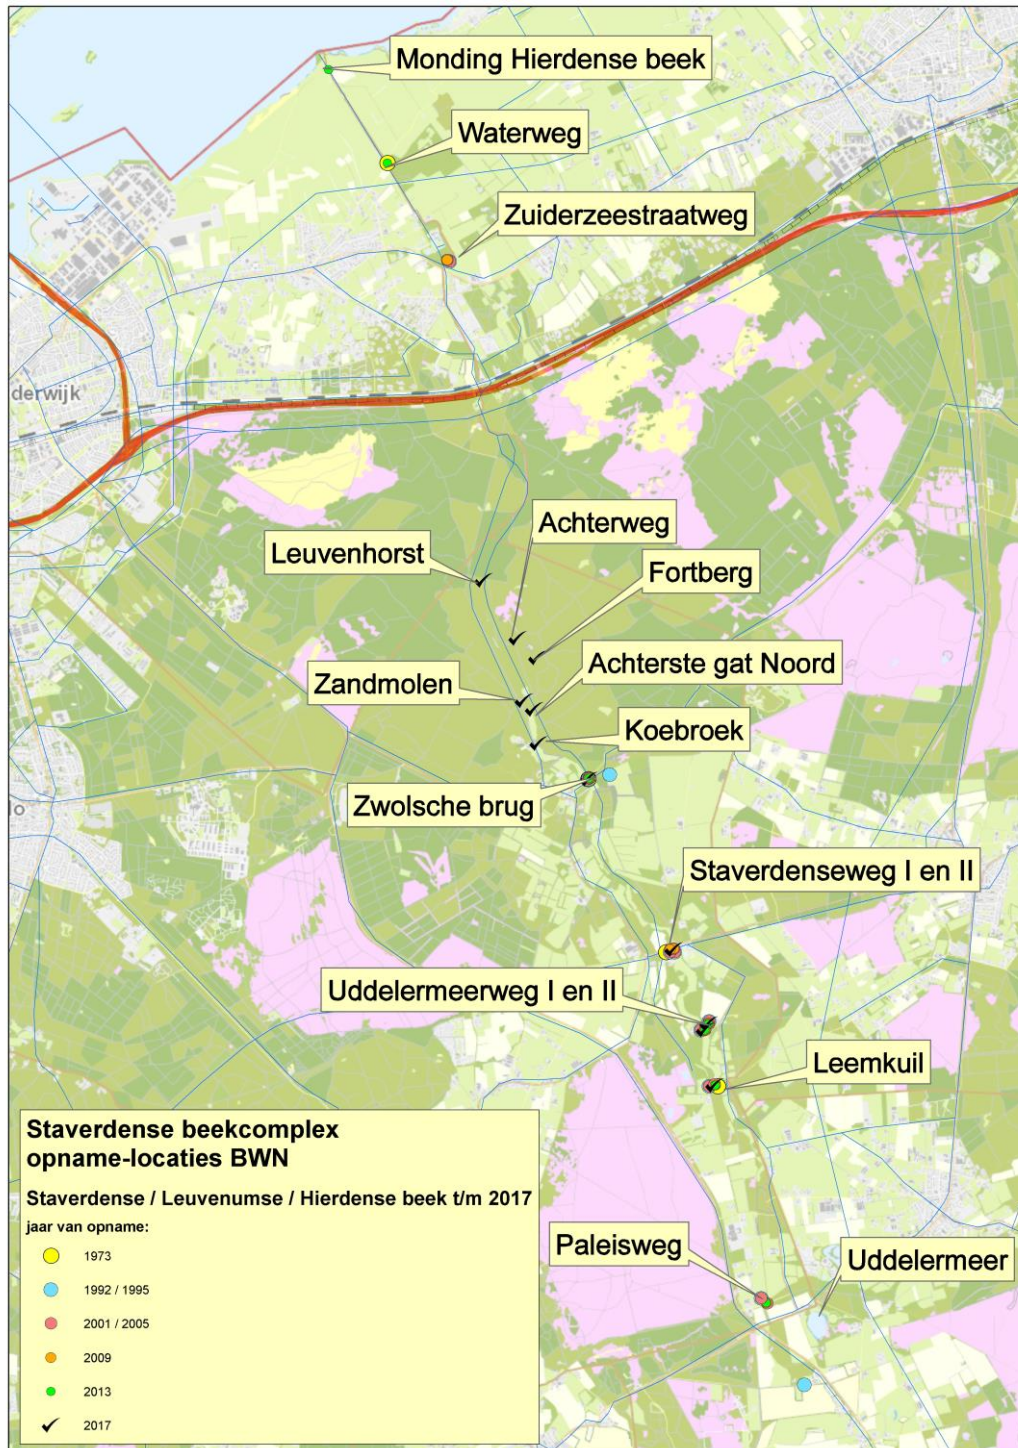 Monding Hierdense beek
Waterweg
Zuiderzeestraatweg
derwijk
Achterweg
Leuvenhorst
Fortberg
Achterste gat Noord
Zandmolen
Koebroek
Zwolsche brug
lo
Staverdenseweg I en II
Uddelermeerweg I en II
Leemkuil
Paleisweg
Uddelermeer
Staverdense beekcomplex
opname-locaties BWN
Staverdense / Leuvenumse / Hierdense beek t/m 2017
jaar van opname:
1973
1992 / 1995
2001 / 2005
2009
2013
2017